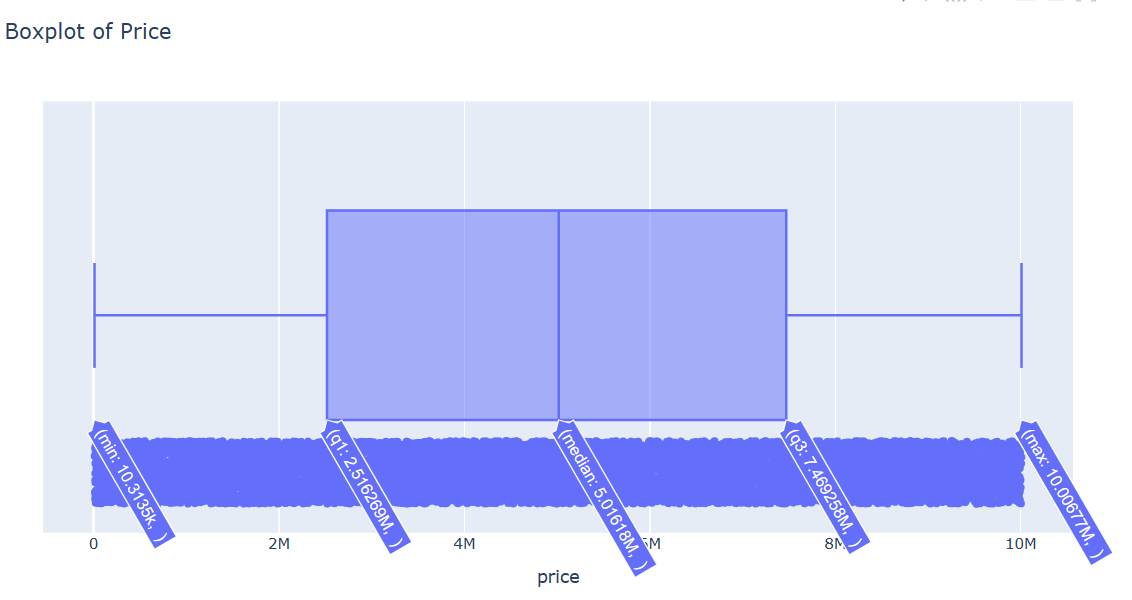 Boxplot of Price
(min: 10.3135k, )
(q1: 2.516269M, )
(median: 5.01618M, )
(q3: 7.469258M, )
(max: 10.00677M, )
0
2M
4M
6M
8M
10M
price